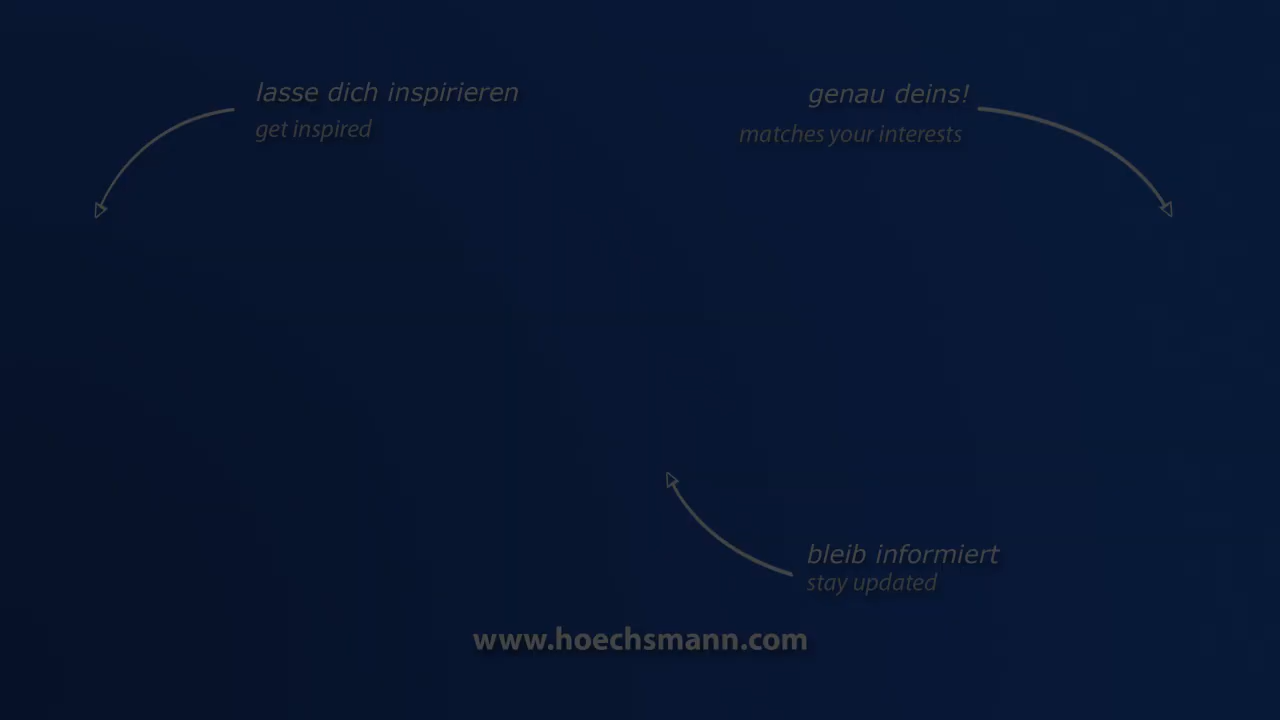 lasse dich inspirieren
get inspired
genau deins!
matches your interests
bleib informiert
stay updated
www.hoechsmann.com